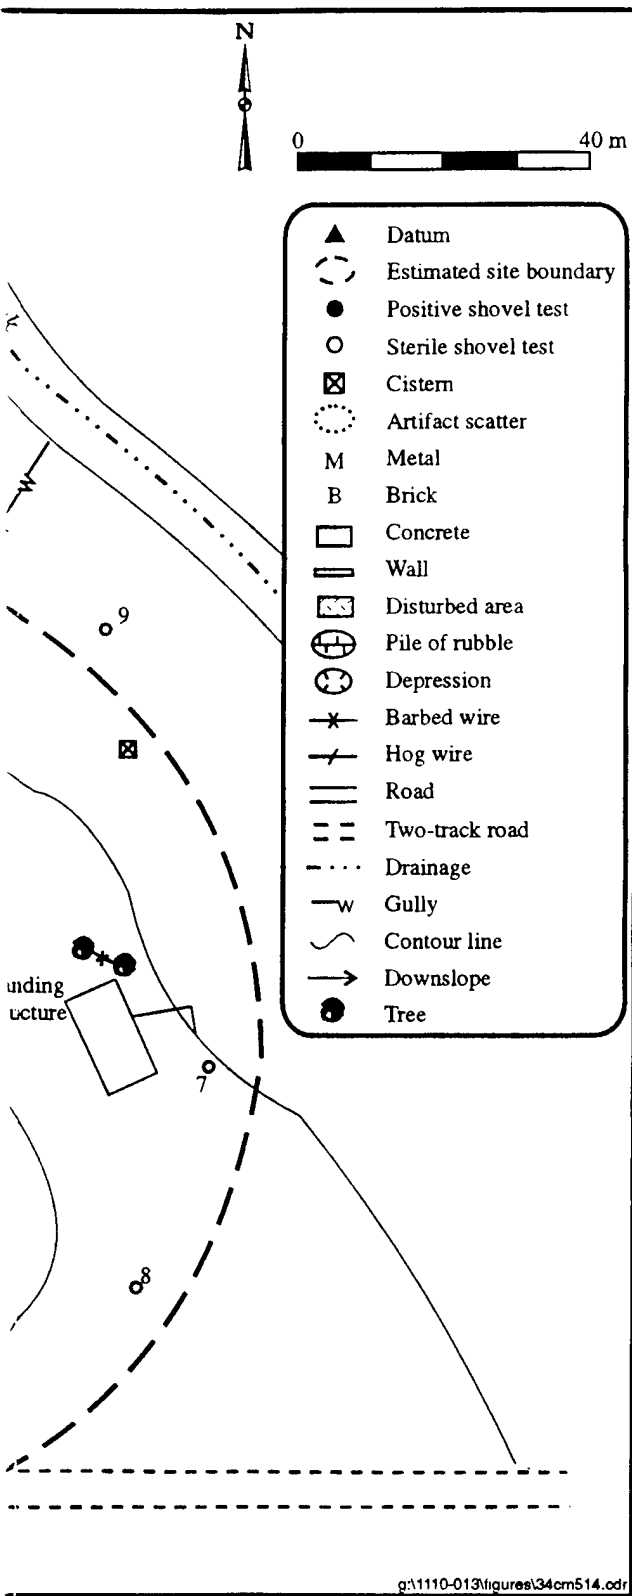 N
0 40 m
Datum
Estimated site boundary
Positive shovel test
Sterile shovel test
Cistern
Artifact scatter
M Metal
B Brick
Concrete
Wall
Disturbed area
Pile of rubble
Depression
Barbed wire
Hog wire
Road
Two-track road
Drainage
W Gully
Contour line
Downslope
Tree
W
9
nding
ucture
7
8
g:\1110-013\figures\34cm514.cdr